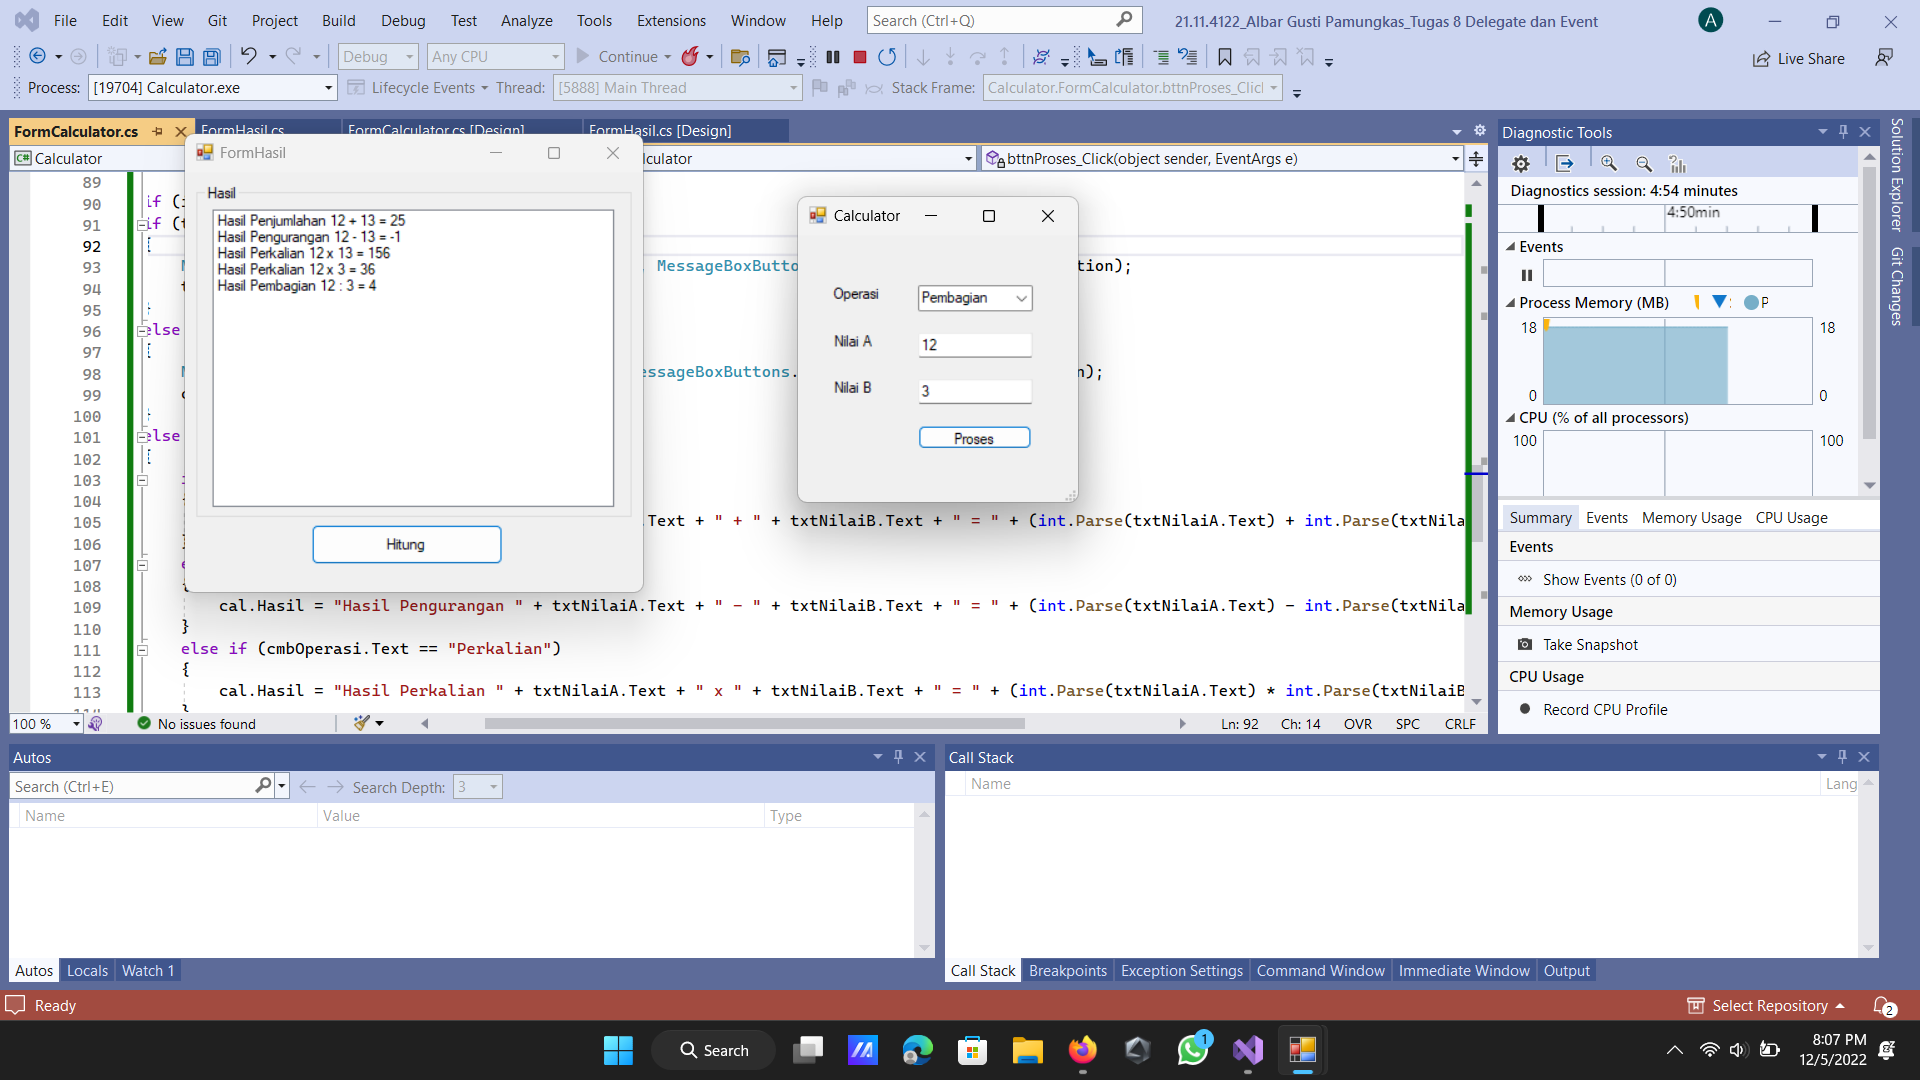 File Edit View Git Project Build Debug Test Analyze Tools Extensions Window Help Search (Ctrl+Q) 21.11.4122_Albar Gusti Pamungkas_Tugas 8 Delegate dan Event A
Debug Any CPU Continue Live Share
Process: [19704] Calculator.exe Lifecycle Events Thread: [5888] Main Thread Stack Frame: Calculator.FormCalculator.bttnProses_Clic
FormCalculator.cs FormHasil.cs FormCalculator.cs [Design] FormHasil.cs [Design]
Calculator lculator bttnProses_Click(object sender, EventArgs e)
FormHasil
Hasil
Hasil Penjumlahan 12 + 13 = 25
Hasil Pengurangan 12 - 13 = -1
Hasil Perkalian 12 x 13 = 156
Hasil Perkalian 12 x 3 = 36
Hasil Pembagian 12 : 3 = 4
Hitung
Calculator
Operasi Pembagian
Nilai A 12
Nilai B 3
Proses
89
90 if (
91 if (
92
93 MessageBoxButto tion);
94
95 }
96 else
97
98 essageBoxButtons. n);
99
100 }
101 else
102
103
104
105 .Text + " + " + txtNilaiB.Text + " = " + (int.Parse(txtNilaiA.Text) + int.Parse(txtNila
106
107
108
109 cal.Hasil = "Hasil Pengurangan " + txtNilaiA.Text + " - " + txtNilaiB.Text + " = " + (int.Parse(txtNilaiA.Text) - int.Parse(txtNila
110 }
111 else if (cmbOperasi.Text == "Perkalian")
112 {
113 cal.Hasil = "Hasil Perkalian " + txtNilaiA.Text + " x " + txtNilaiB.Text + " = " + (int.Parse(txtNilaiA.Text) * int.Parse(txtNilaiB
100 % No issues found Ln: 92 Ch: 14 OVR SPC CRLF
Diagnostic Tools
Diagnostics session: 4:54 minutes
4:50min
Events
Process Memory (MB) P
18 18
0 0
CPU (% of all processors)
100 100
Summary Events Memory Usage CPU Usage
Events
Show Events (0 of 0)
Memory Usage
Take Snapshot
CPU Usage
Record CPU Profile
Solution Explorer
Git Changes
Autos
Search (Ctrl+E) Search Depth: 3
Name Value Type
Autos Locals Watch 1
Call Stack
Name Lang
Call Stack Breakpoints Exception Settings Command Window Immediate Window Output
Ready Select Repository 2
Search 1
8:07 PM
12/5/2022